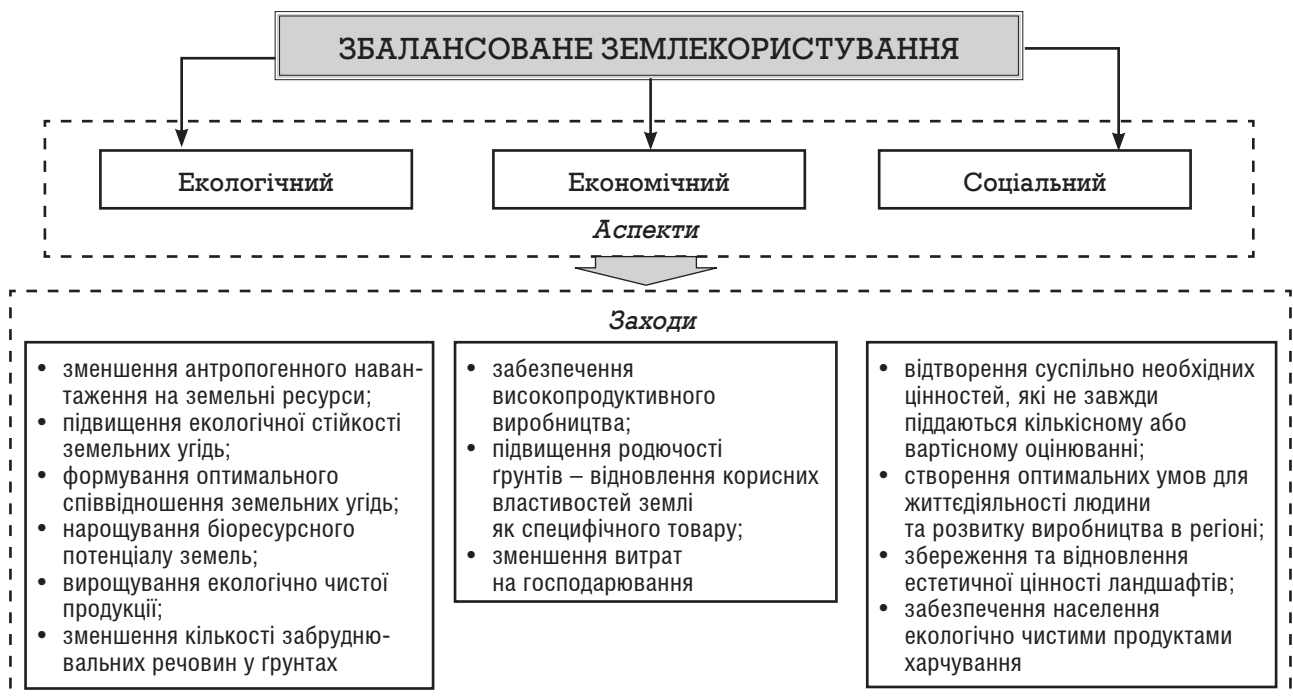 ЗБАЛАНСОВАНЕ ЗЕМЛЕКОРИСТУВАННЯ
Екологічний
Економічний
Соціальний
Аспекти
Заходи
• зменшення антропогенного наван-
таження на земельні ресурси;
• підвищення екологічної стійкості
земельних угідь;
• формування оптимального
співвідношення земельних угідь;
• нарощування біоресурсного
потенціалу земель;
• вирощування екологічно чистої
продукції;
• зменшення кількості забрудню-
вальних речовин у ґрунтах
• забезпечення
високопродуктивного
виробництва;
• підвищення родючості
ґрунтів – відновлення корисних
властивостей землі
як специфічного товару;
• зменшення витрат
на господарювання
• відтворення суспільно необхідних
цінностей, які не завжди
піддаються кількісному або
вартісному оцінюванні;
• створення оптимальних умов для
життєдіяльності людини
та розвитку виробництва в регіоні;
• збереження та відновлення
естетичної цінності ландшафтів;
• забезпечення населення
екологічно чистими продуктами
харчування